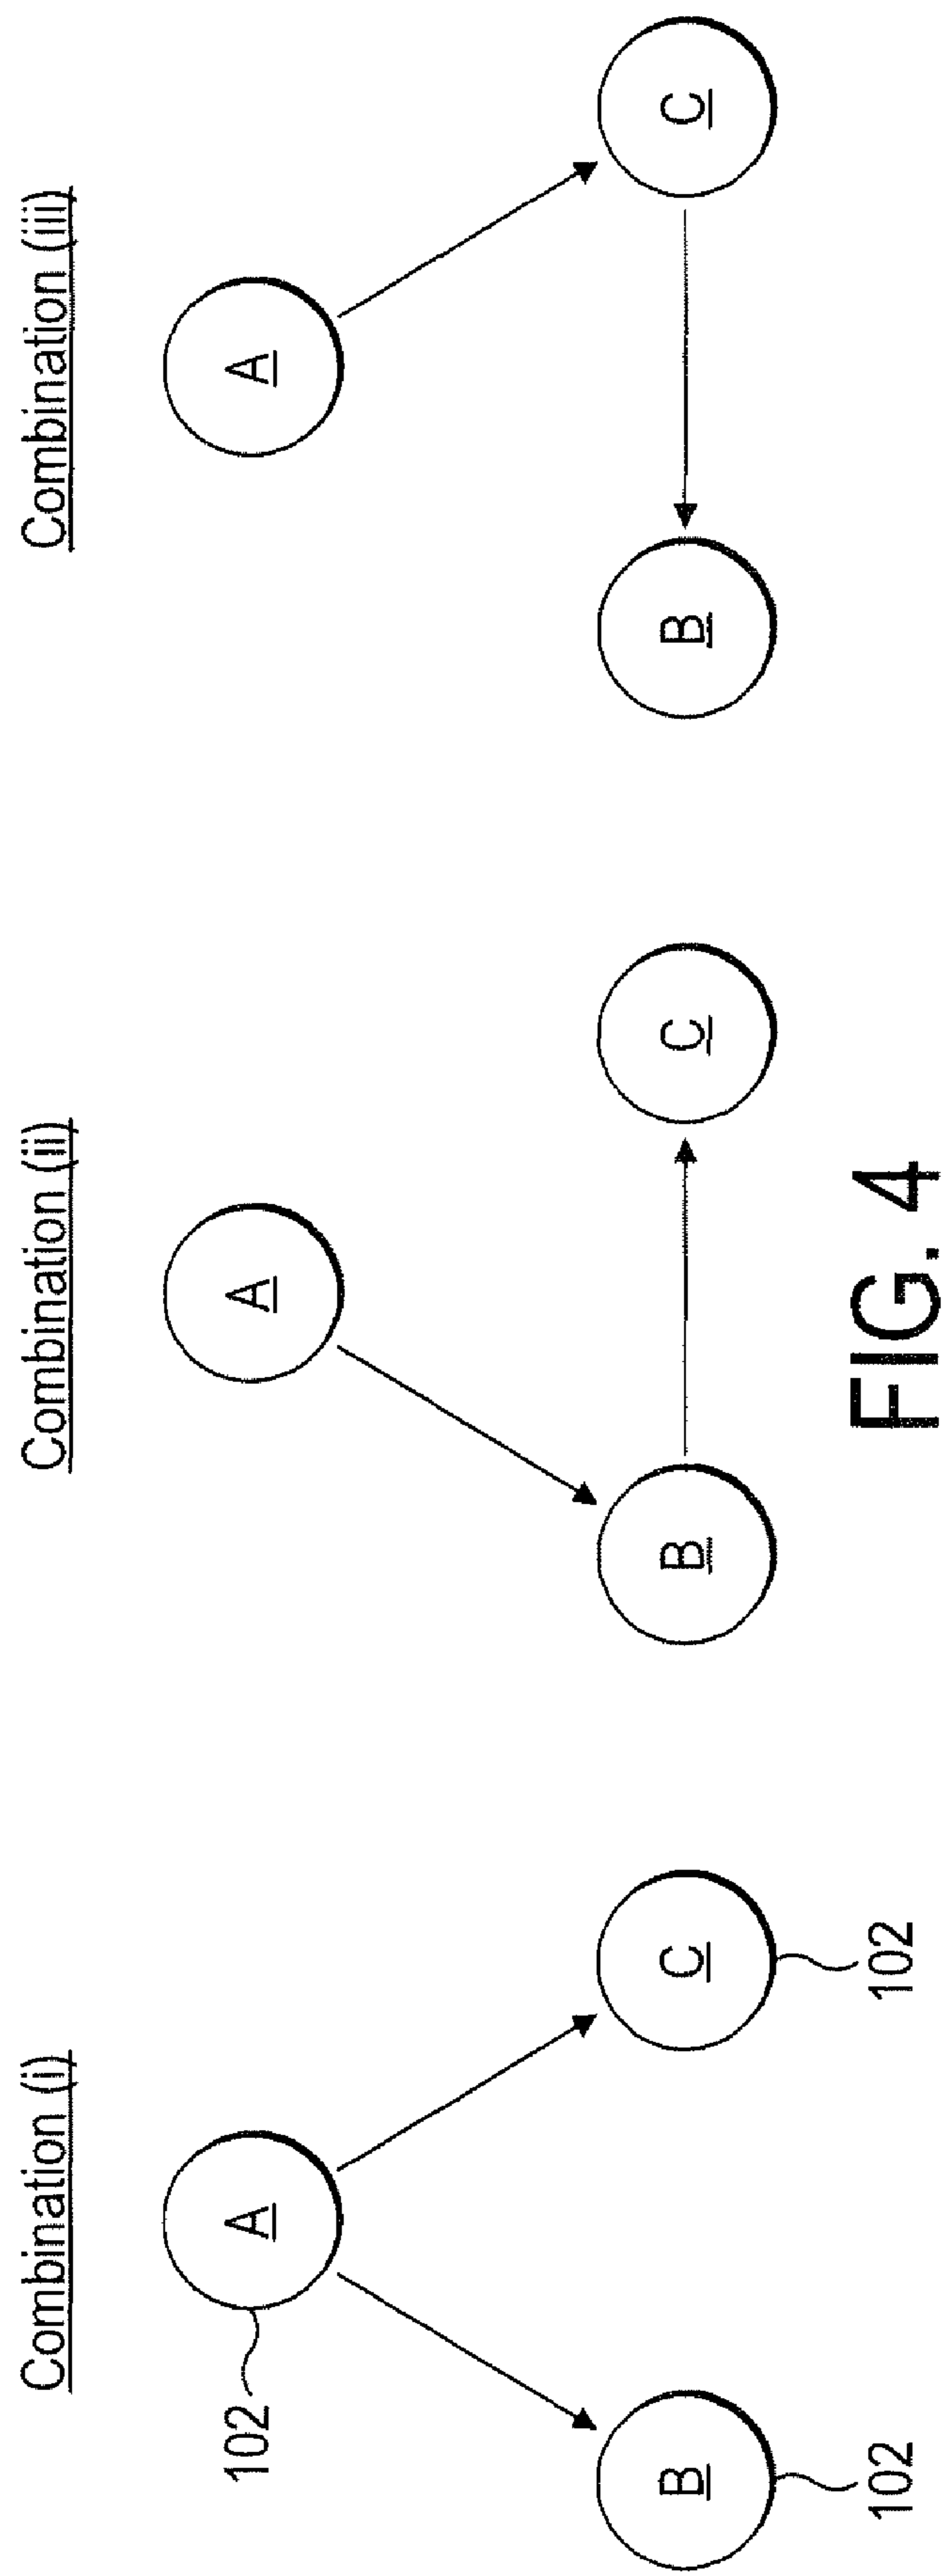 Combination (i)
A
102
B
102
C
102
Combination (ii)
A
B
C
Combination (iii)
A
B
C
FIG. 4